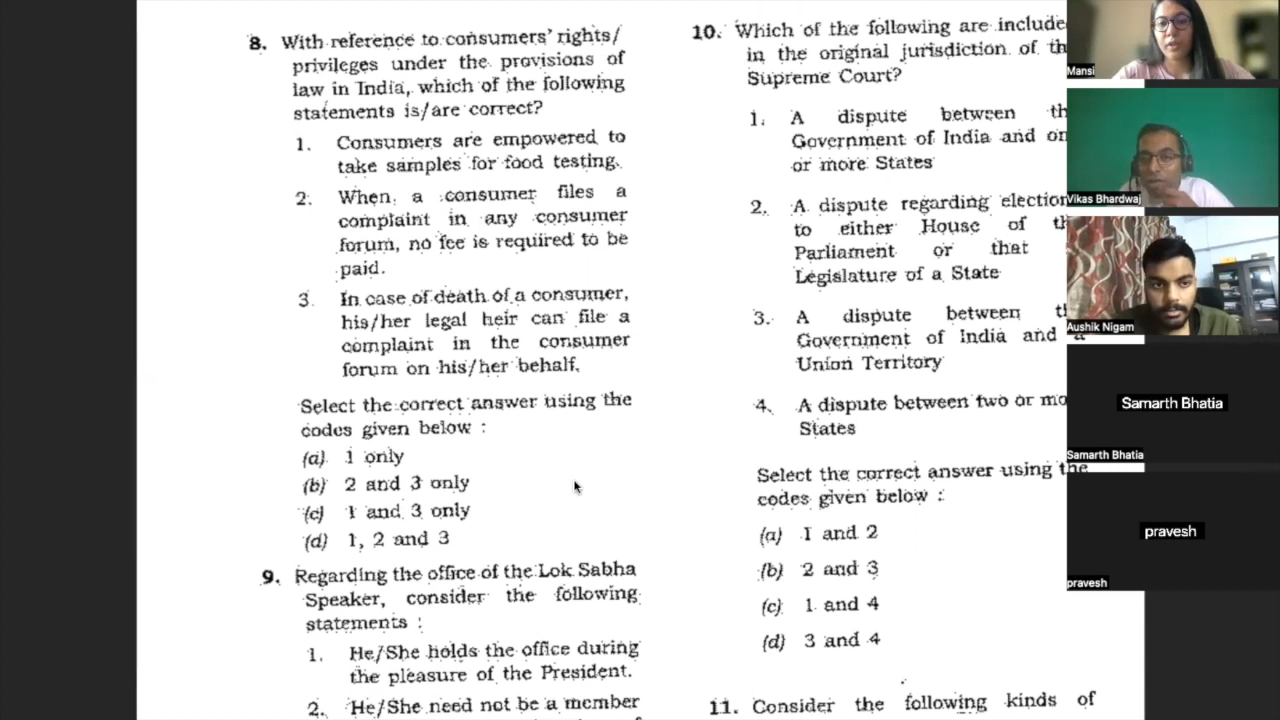 8. With reference to consumers' rights/
privileges under the provisions of
law in India, which of the following
statements is/are correct?
1. Consumers are empowered to
take samples for food testing.
2. When a consumer files a
complaint in any consumer
forum, no fee is required to be
paid.
3. In case of death of a consumer,
his/her legal heir can file a
complaint in the consumer
forum on his/her behalf.
Select the correct answer using the
codes given below :
(a) 1 only
(b) 2 and 3 only
(c) 1 and 3 only
(d) 1, 2 and 3
9. Regarding the office of the Lok Sabha
Speaker, consider the following
statements :
1. He/She holds the office during
the pleasure of the President.
2. He/She need not be a member
10. Which of the following are include
in the original jurisdiction of th
Supreme Court?
1. A dispute between th
Government of India and on
or more States
2. A dispute regarding election
to either House of th
Parliament or that
Legislature of a State
3. A dispute between th
Government of India and a
Union Territory
4. A dispute between two or mo
States
Select the correct answer using the
codes given below :
(a) 1 and 2
(b) 2 and 3
(c) 1 and 4
(d) 3 and 4
11. Consider the following kinds of
Mansi
Vikas Bhardwaj
Aushik Nigam
Samarth Bhatia
Samarth Bhatia
pravesh
pravesh